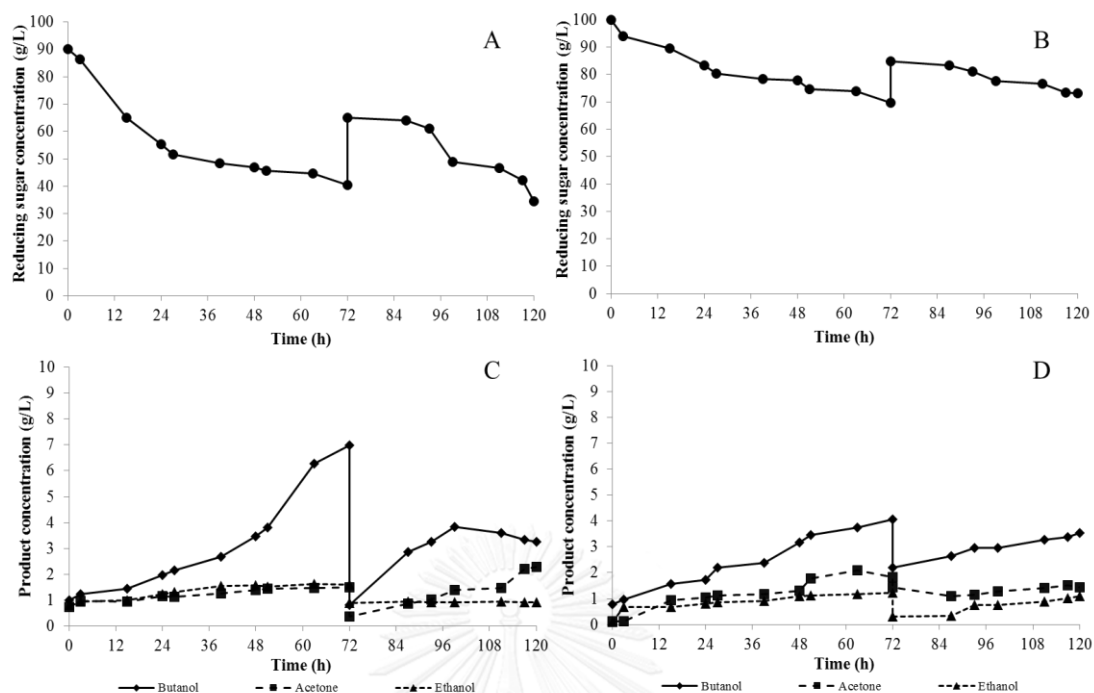 A
Reducing sugar concentration (g/L)
100
90
80
70
60
50
40
30
20
10
0
0 12 24 36 48 60 72 84 96 108 120
Time (h)
B
Reducing sugar concentration (g/L)
100
90
80
70
60
50
40
30
20
10
0
0 12 24 36 48 60 72 84 96 108 120
Time (h)
C
Product concentration (g/L)
10
9
8
7
6
5
4
3
2
1
0
0 12 24 36 48 60 72 84 96 108 120
Time (h)
Butanol Acetone Ethanol
D
Product concentration (g/L)
10
9
8
7
6
5
4
3
2
1
0
0 12 24 36 48 60 72 84 96 108 120
Time (h)
Butanol Acetone Ethanol